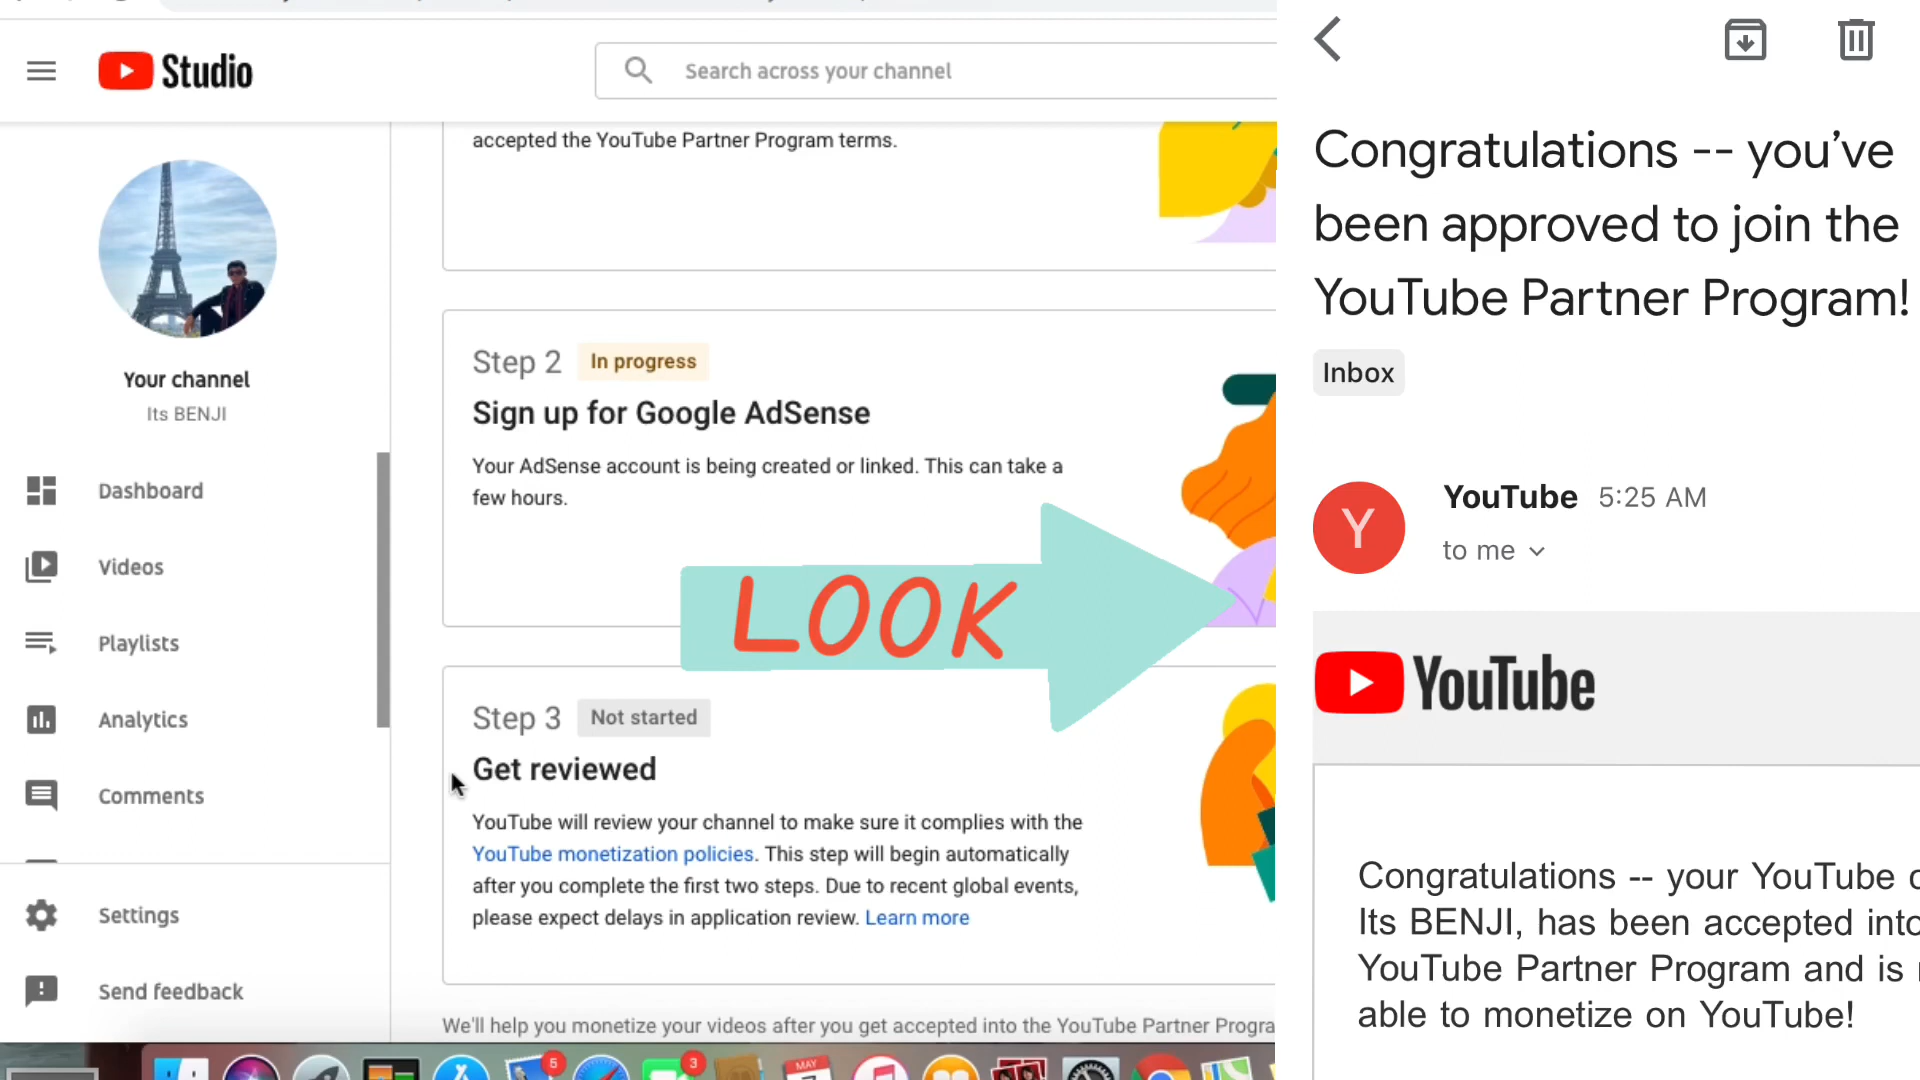 Studio
Search across your channel
accepted the YouTube Partner Program terms.
Your channel
Its BENJI
Dashboard
Videos
Playlists
Analytics
Comments
Settings
Send feedback
Step 2 In progress
Sign up for Google AdSense
Your AdSense account is being created or linked. This can take a
few hours.
LOOK
Step 3 Not started
Get reviewed
YouTube will review your channel to make sure it complies with the
YouTube monetization policies. This step will begin automatically
after you complete the first two steps. Due to recent global events,
please expect delays in application review. Learn more
We'll help you monetize your videos after you get accepted into the YouTube Partner
5
3
MAY
Congratulations -- you’ve
been approved to join the
YouTube Partner Program!
Inbox
Y
YouTube 5:25 AM
to me
YouTube
Congratulations -- your YouTube
Its BENJI, has been accepted into
YouTube Partner Program and is
able to monetize on YouTube!